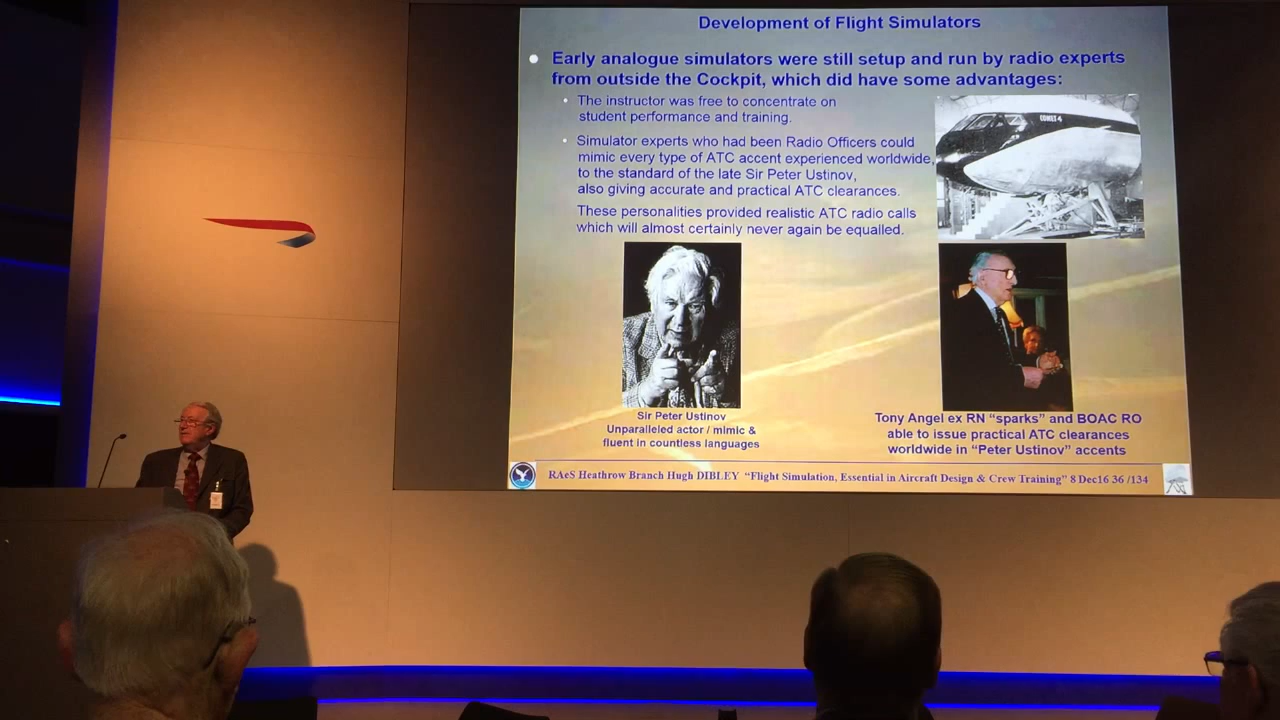 Development of Flight Simulators
Early analogue simulators were still setup and run by radio experts
from outside the Cockpit, which did have some advantages:
The instructor was free to concentrate on
student performance and training.
Simulator experts who had been Radio Officers could
mimic every type of ATC accent experienced worldwide,
to the standard of the late Sir Peter Ustinov,
also giving accurate and practical ATC clearances.
These personalities provided realistic ATC radio calls
which will almost certainly never again be equalled.
COMET 4
Sir Peter Ustinov
Unparalleled actor / mimic &
fluent in countless languages
Tony Angel ex RN “sparks” and BOAC RO
able to issue practical ATC clearances
worldwide in “Peter Ustinov” accents
RAeS Heathrow Branch Hugh DIBLEY “Flight Simulation, Essential in Aircraft Design & Crew Training” 8 Dec16 36 /134